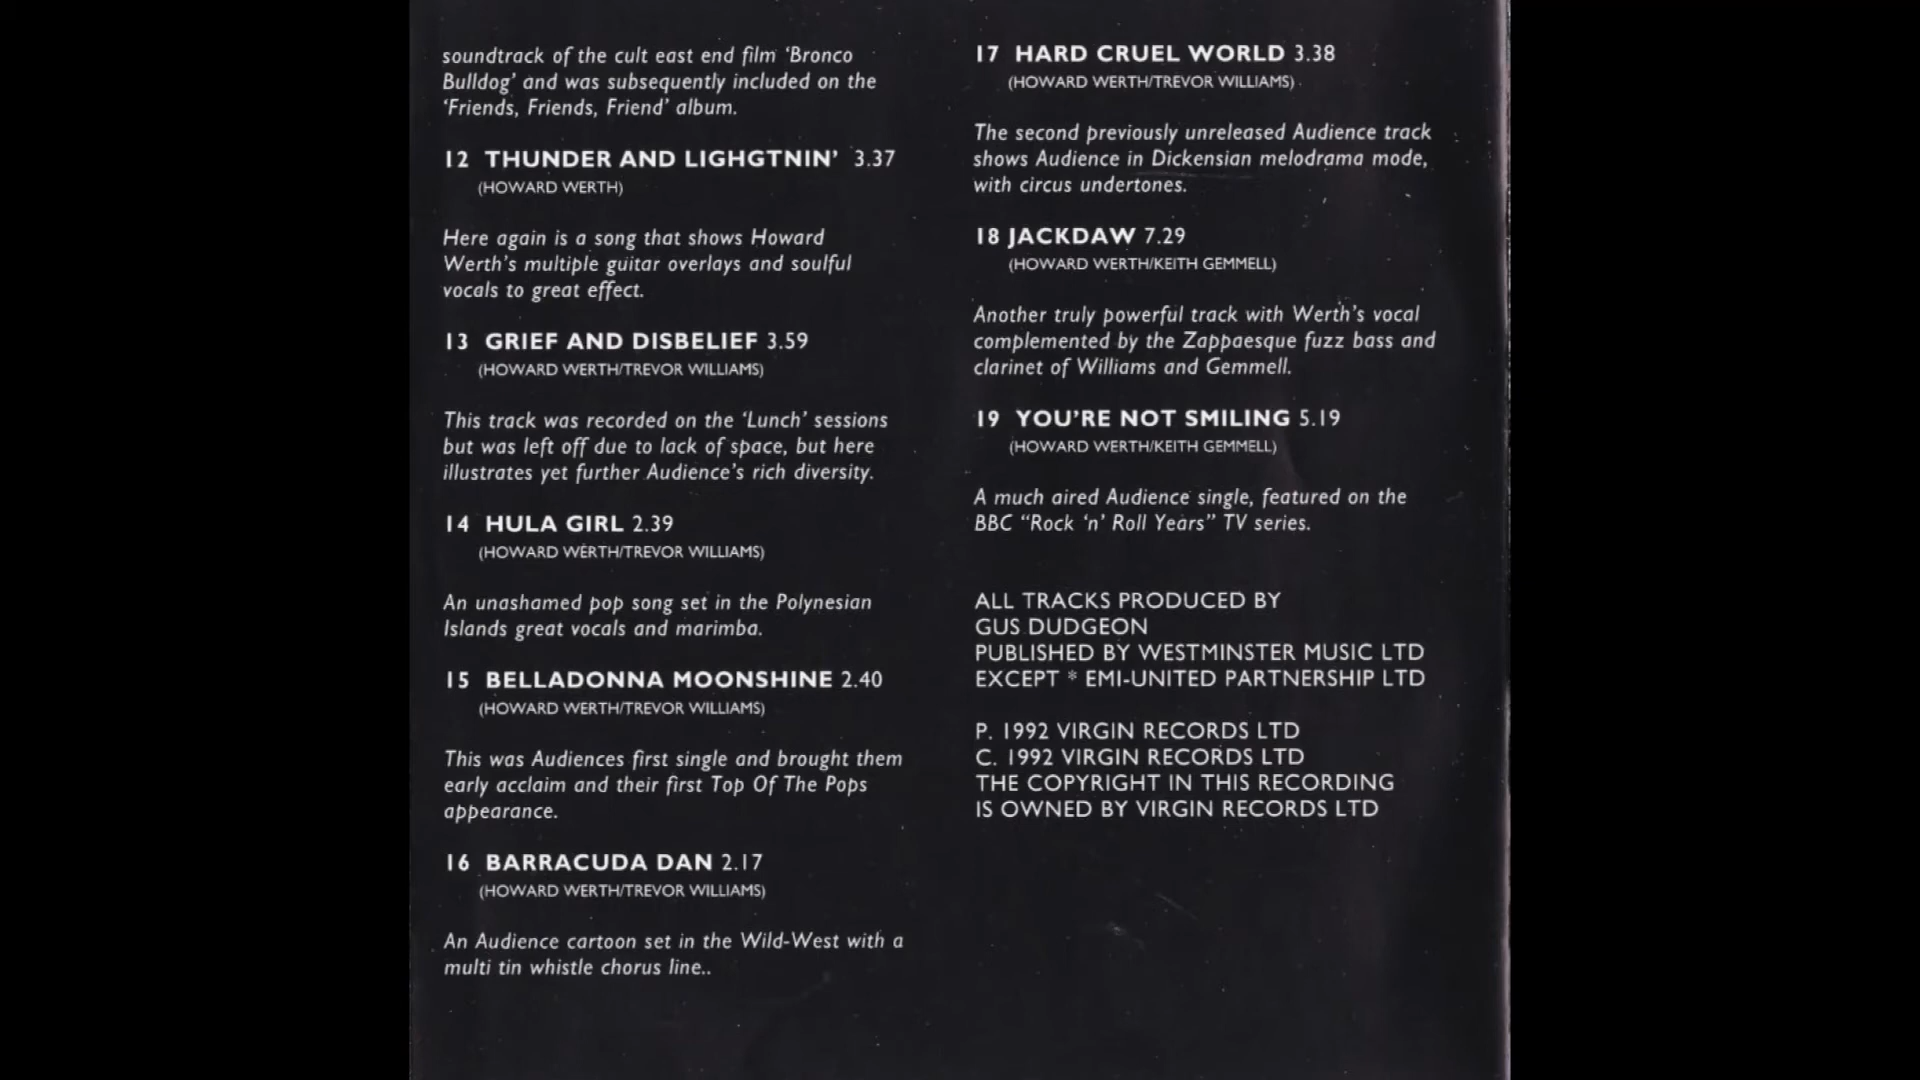 soundtrack of the cult east end film ‘Bronco
Bulldog’ and was subsequently included on the
‘Friends, Friends, Friend’ album.
12 THUNDER AND LIGHGTNIN’ 3.37
(HOWARD WERTH)
Here again is a song that shows Howard
Werth’s multiple guitar overlays and soulful
vocals to great effect.
13 GRIEF AND DISBELIEF 3.59
(HOWARD WERTH/TREVOR WILLIAMS)
This track was recorded on the ‘Lunch’ sessions
but was left off due to lack of space, but here
illustrates yet further Audience’s rich diversity.
14 HULA GIRL 2.39
(HOWARD WERTH/TREVOR WILLIAMS)
An unashamed pop song set in the Polynesian
Islands great vocals and marimba.
15 BELLADONNA MOONSHINE 2.40
(HOWARD WERTH/TREVOR WILLIAMS)
This was Audiences first single and brought them
early acclaim and their first Top Of The Pops
appearance.
16 BARRACUDA DAN 2.17
(HOWARD WERTH/TREVOR WILLIAMS)
An Audience cartoon set in the Wild-West with a
multi tin whistle chorus line..
17 HARD CRUEL WORLD 3.38
(HOWARD WERTH/TREVOR WILLIAMS)
The second previously unreleased Audience track
shows Audience in Dickensian melodrama mode,
with circus undertones.
18 JACKDAW 7.29
(HOWARD WERTH/KEITH GEMMELL)
Another truly powerful track with Werth’s vocal
complemented by the Zappaesque fuzz bass and
clarinet of Williams and Gemmell.
19 YOU’RE NOT SMILING 5.19
(HOWARD WERTH/KEITH GEMMELL)
A much aired Audience single, featured on the
BBC “Rock ‘n’ Roll Years” TV series.
ALL TRACKS PRODUCED BY
GUS DUDGEON
PUBLISHED BY WESTMINSTER MUSIC LTD
EXCEPT * EMI-UNITED PARTNERSHIP LTD
P. 1992 VIRGIN RECORDS LTD
C. 1992 VIRGIN RECORDS LTD
THE COPYRIGHT IN THIS RECORDING
IS OWNED BY VIRGIN RECORDS LTD